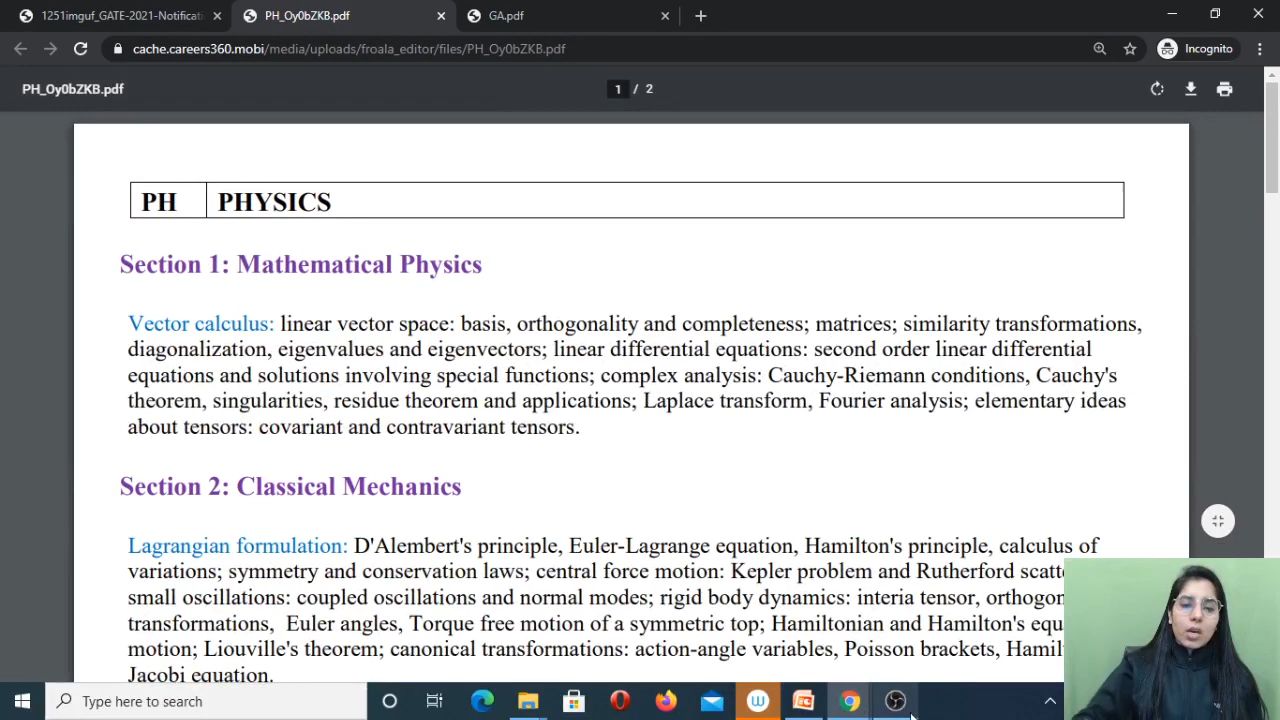 1251imguf_GATE-2021-Notificati
PH_Oy0bZKB.pdf
GA.pdf
cache.careers360.mobi/media/uploads/froala_editor/files/PH_Oy0bZKB.pdf
Incognito
PH_Oy0bZKB.pdf
1 / 2
PH PHYSICS
Section 1: Mathematical Physics
Vector calculus: linear vector space: basis, orthogonality and completeness; matrices; similarity transformations,
diagonalization, eigenvalues and eigenvectors; linear differential equations: second order linear differential
equations and solutions involving special functions; complex analysis: Cauchy-Riemann conditions, Cauchy's
theorem, singularities, residue theorem and applications; Laplace transform, Fourier analysis; elementary ideas
about tensors: covariant and contravariant tensors.
Section 2: Classical Mechanics
Lagrangian formulation: D'Alembert's principle, Euler-Lagrange equation, Hamilton's principle, calculus of
variations; symmetry and conservation laws; central force motion: Kepler problem and Rutherford scatte
small oscillations: coupled oscillations and normal modes; rigid body dynamics: interia tensor, orthogon
transformations, Euler angles, Torque free motion of a symmetric top; Hamiltonian and Hamilton's equ
motion; Liouville's theorem; canonical transformations: action-angle variables, Poisson brackets, Hamil
Jacobi equation.
Type here to search